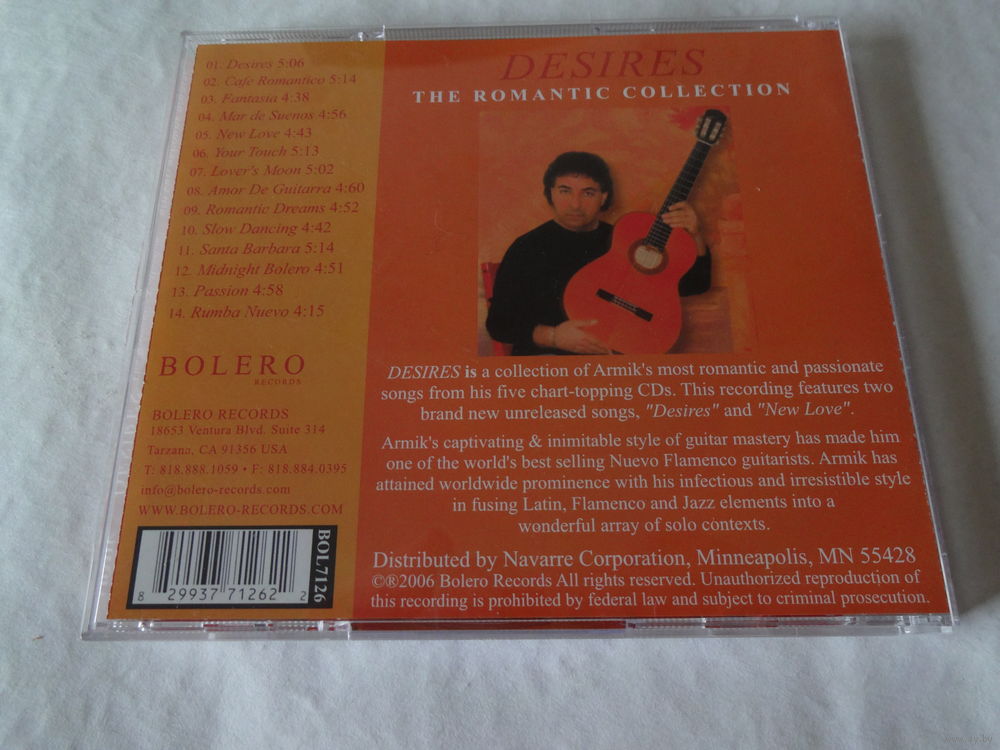 01. Desires 5:06
02. Cafe Romantico 5:14
03. Fantasia 4:38
04. Mar de Suenos 4:56
05. New Love 4:43
06. Your Touch 5:13
07. Lover's Moon 5:02
08. Amor De Guitarra 4:60
09. Romantic Dreams 4:52
10. Slow Dancing 4:42
11. Santa Barbara 5:14
12. Midnight Bolero 4:51
13. Passion 4:58
14. Rumba Nuevo 4:15
BOLERO
RECORDS
BOLERO RECORDS
18653 Ventura Blvd. Suite 314
Tarzana, CA 91356 USA
T: 818.888.1059 • F: 818.884.0395
info@bolero-records.com
WWW.BOLERO-RECORDS.COM
8 29937 71262 2
BOL7126
DESIRES
THE ROMANTIC COLLECTION
DESIRES is a collection of Armik's most romantic and passionate
songs from his five chart-topping CDs. This recording features two
brand new unreleased songs, "Desires" and "New Love".
Armik's captivating & inimitable style of guitar mastery has made him
one of the world's best selling Nuevo Flamenco guitarists. Armik has
attained worldwide prominence with his infectious and irresistible style
in fusing Latin, Flamenco and Jazz elements into a
wonderful array of solo contexts.
Distributed by Navarre Corporation, Minneapolis, MN 55428
©®2006 Bolero Records All rights reserved. Unauthorized reproduction of
this recording is prohibited by federal law and subject to criminal prosecution.